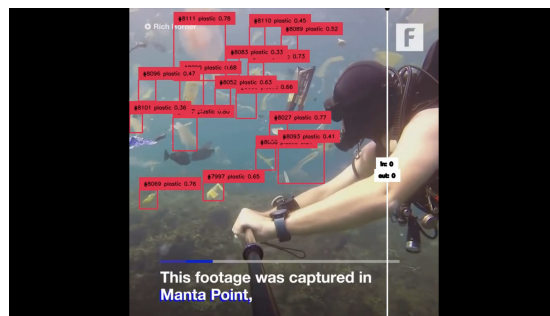 #8111 plastic 0.78
#8110 plastic 0.45
Rich Horner
#8089 plastic 0.52
F
#8083 plastic 0.33
0.73
0.68
#8096 plastic 0.47
#8052 plastic 0.63
0.66
#8101 plastic 0.36
plastic
#8027 plastic 0.77
#8093 plastic 0.41
in: 0
out: 0
#7997 plastic 0.65
#8069 plastic 0.76
This footage was captured in
Manta Point,